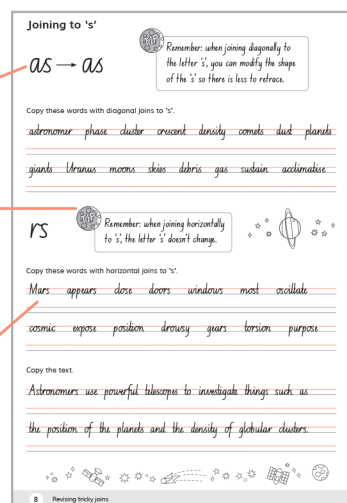 Joining to 's'
as → as
Remember: when joining diagonally to
the letter 's', you can modify the shape
of the 's' so there is less to retrace.
Copy these words with diagonal joins to 's'.
astronomer phase cluster crescent density comets dust planets
giants Uranus moons skies debris gas sustain acclimatise
rs
Remember: when joining horizontally
to 's', the letter 's' doesn't change.
Copy these words with horizontal joins to 's'.
Mars appears close doors windows most oscillate
cosmic expose position drowsy gears torsion purpose
Copy the text.
Astronomers use powerful telescopes to investigate things such as
the position of the planets and the density of globular clusters.
8 Revising tricky joins